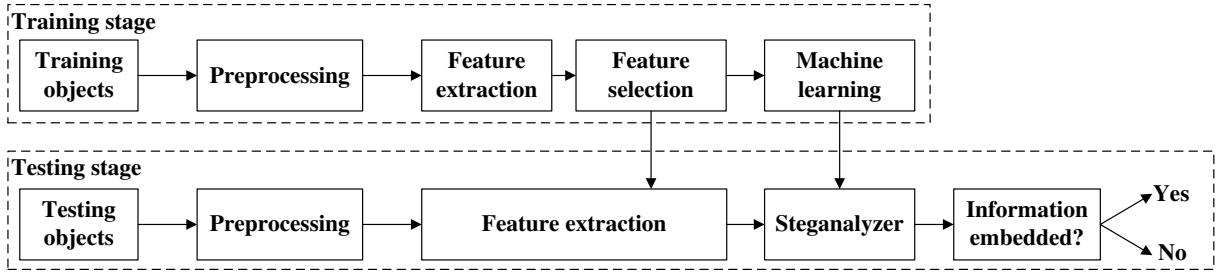 Training stage
Training
objects
Preprocessing
Feature
extraction
Feature
selection
Machine
learning
Testing stage
Testing
objects
Preprocessing
Feature extraction
Steganalyzer
Information
embedded?
Yes
No